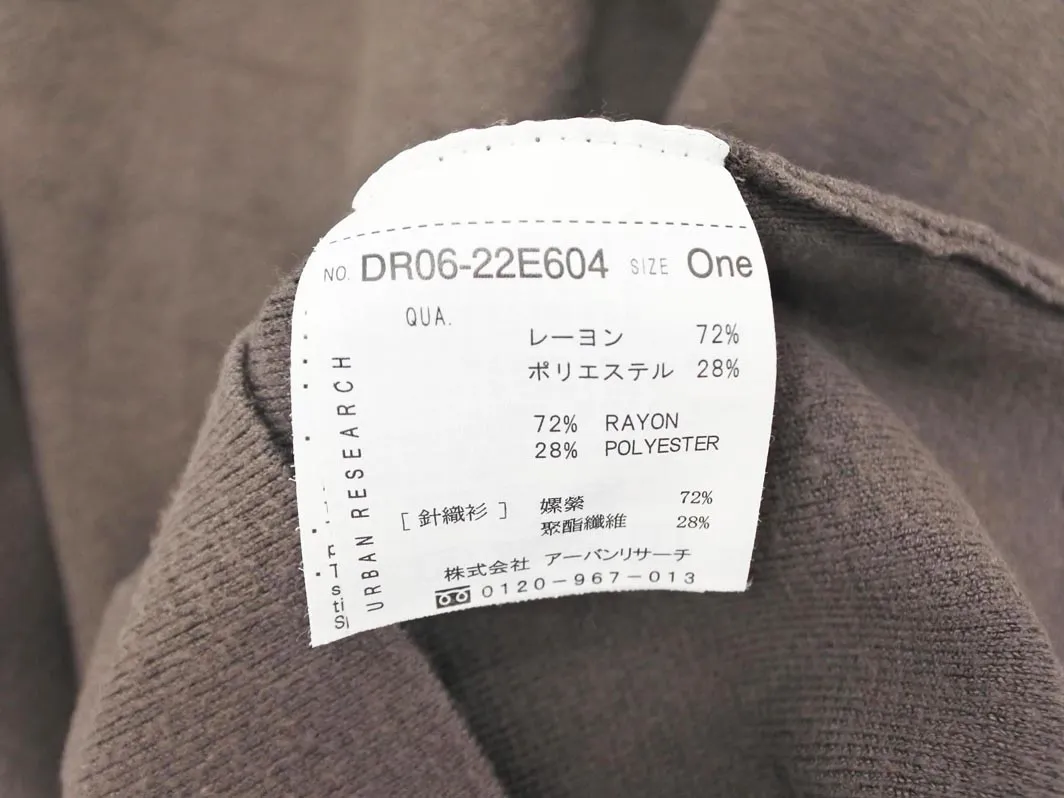 NO. DR06-22E604 SIZE One
QUA.
レーヨン 72%
ポリエステル 28%
72% RAYON
28% POLYESTER
[針織衫] 嫘縈 72%
聚酯纖維 28%
株式会社 アーバンリサーチ
0120-967-013
URBAN RESEARCH